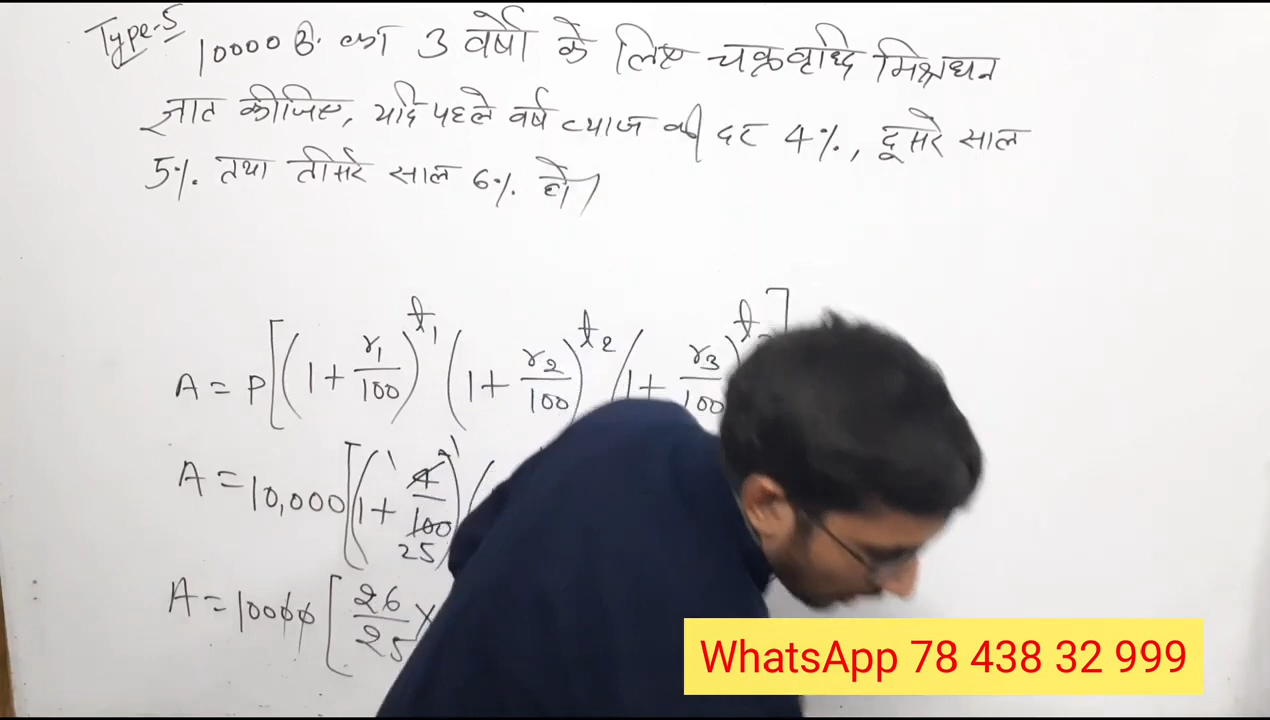 Type-5 10000 रु. का 3 वर्षो के लिए चक्रवृद्धि मिश्रधन
ज्ञात कीजिए, यदि पहले वर्ष ब्याज की दर 4%, दूसरे साल
5% तथा तीसरे साल 6% हो।
A = P[(1 + r1/100)^t1 (1 + r2/100)^t2 (1 + r3/100)^t
A = 10,000[(1 + 4/100)^1 (
1 25
A = 10000 [26/25 ×
WhatsApp 78 438 32 999